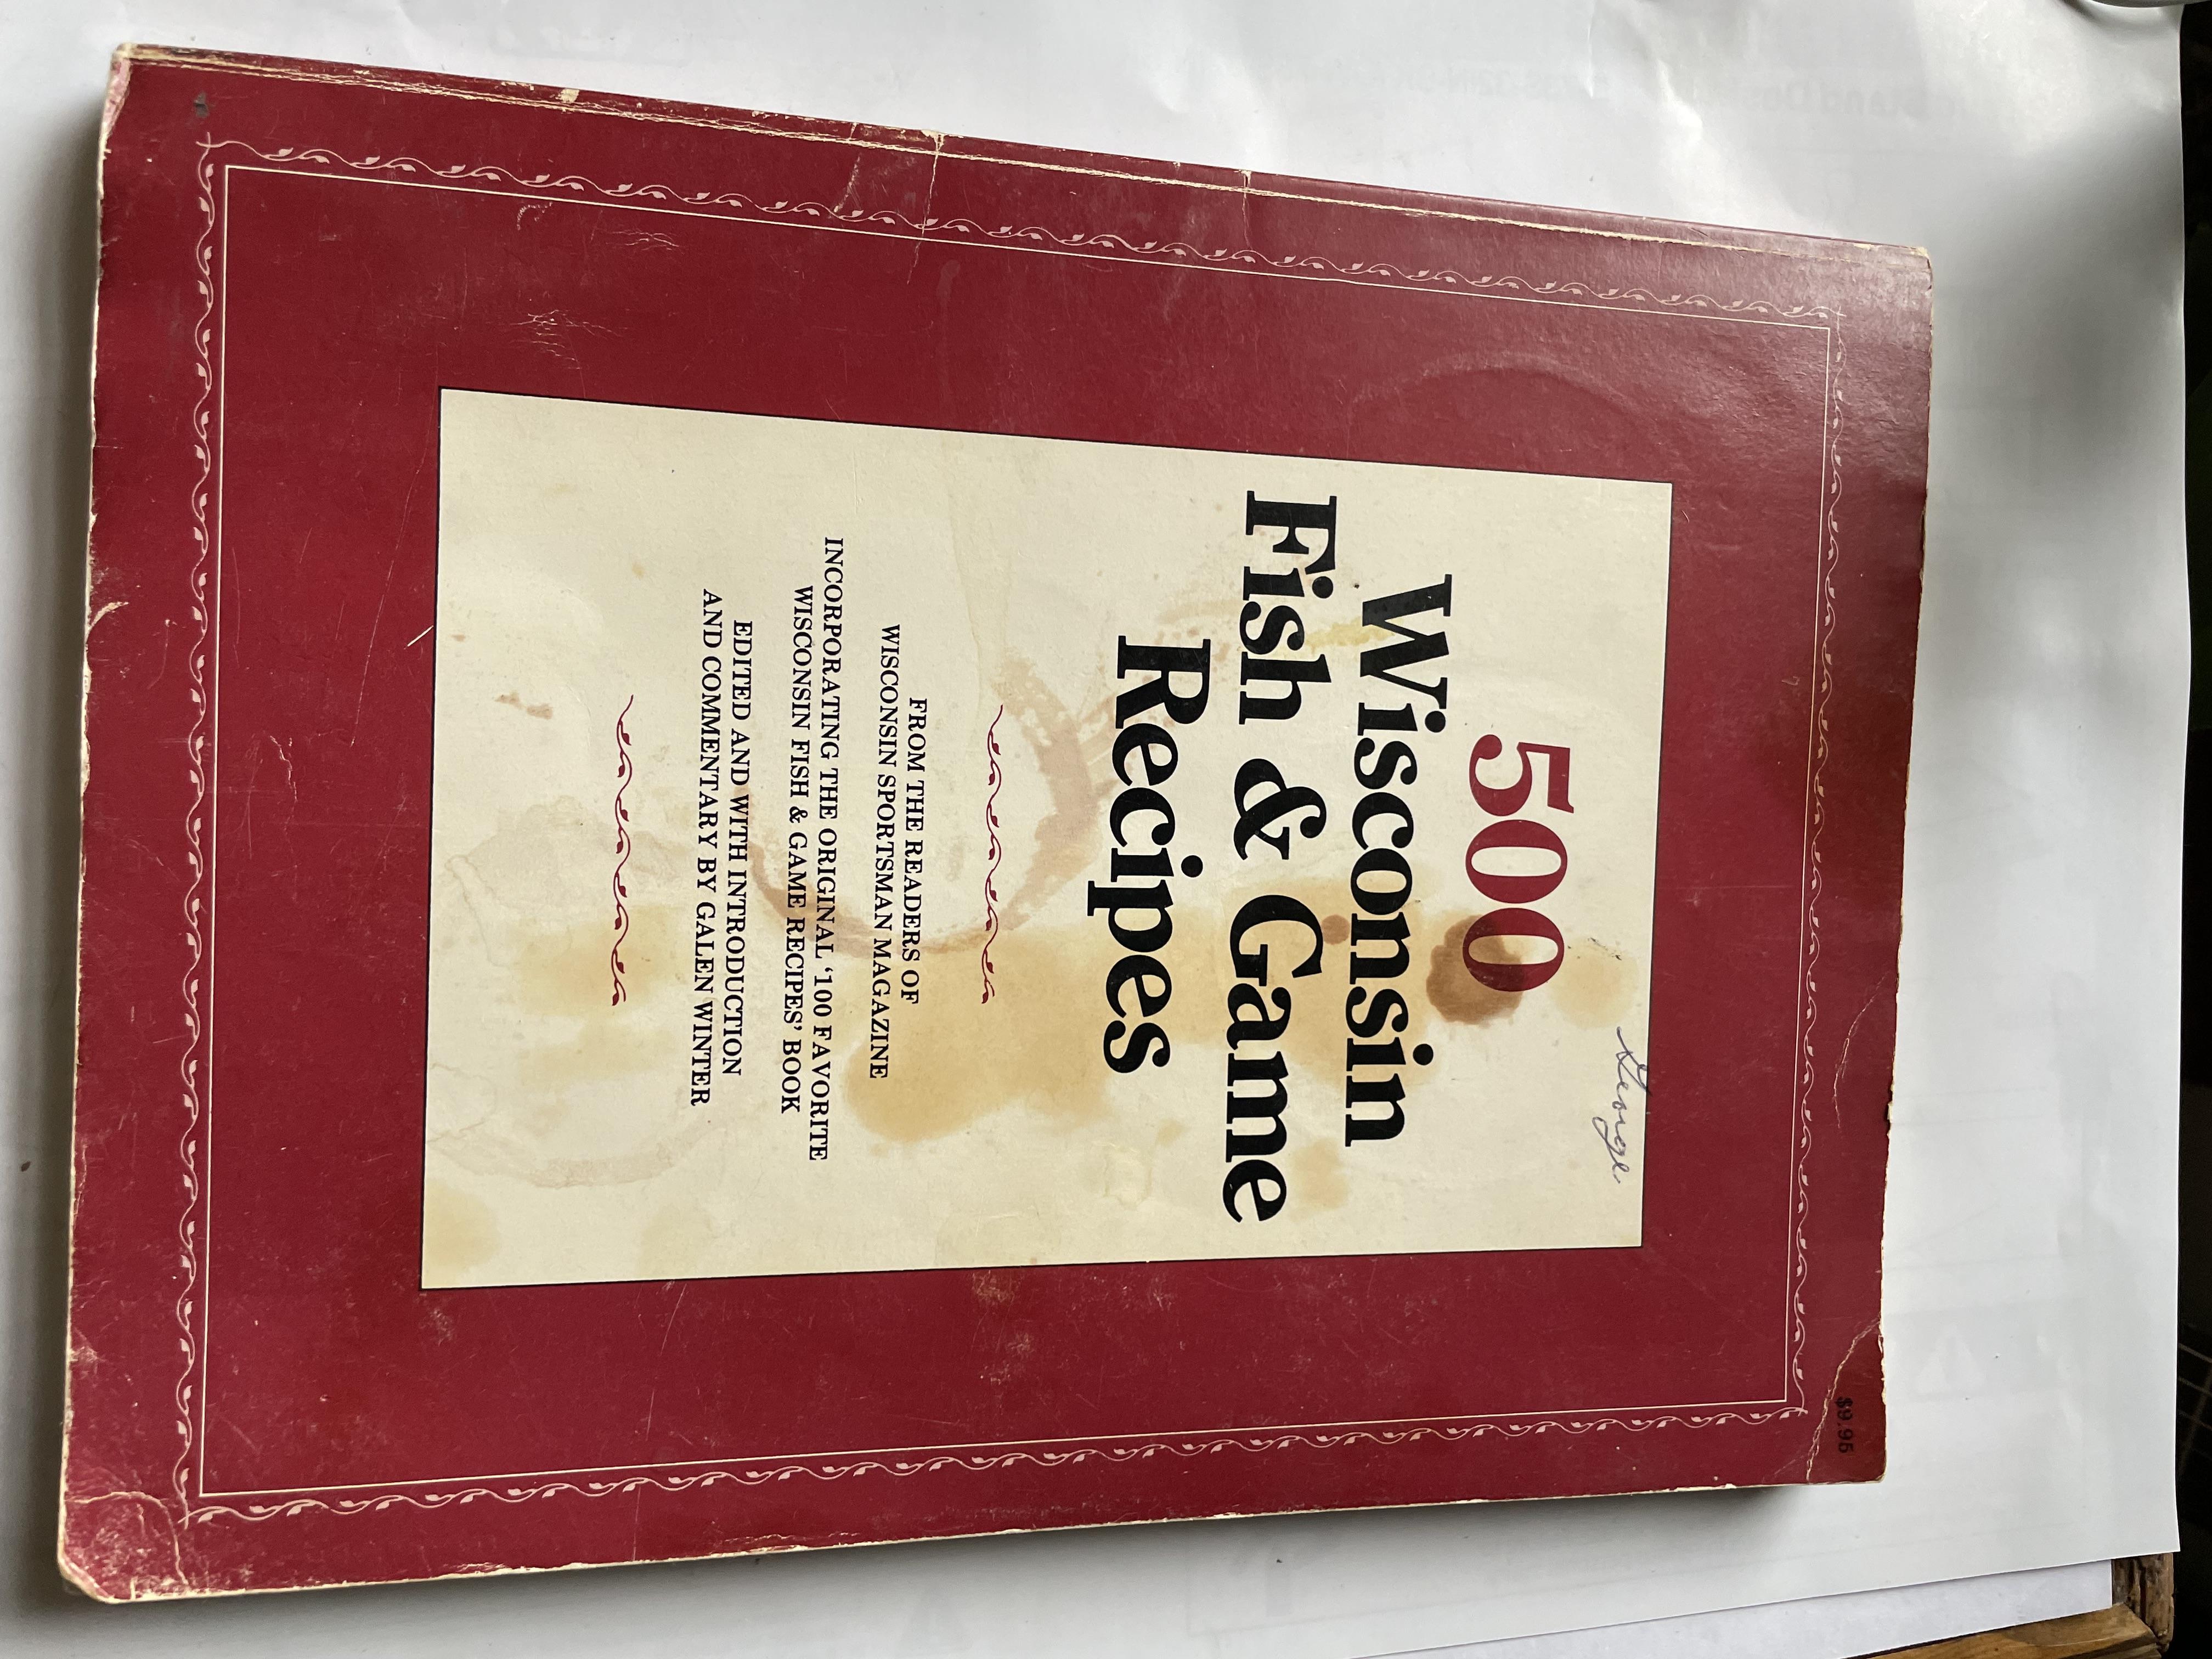 George
500
Wisconsin
Fish & Game
Recipes
FROM THE READERS OF
WISCONSIN SPORTSMAN MAGAZINE
INCORPORATING THE ORIGINAL ‘100 FAVORITE
WISCONSIN FISH & GAME RECIPES’ BOOK
EDITED AND WITH INTRODUCTION
AND COMMENTARY BY GALEN WINTER
$9.95